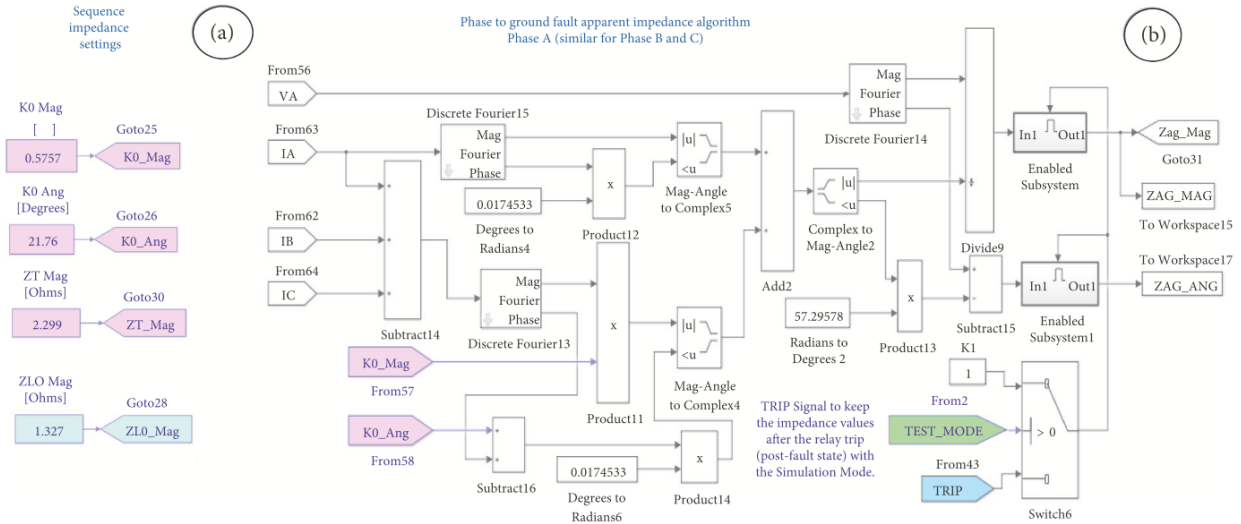 Sequence
impedance
settings
(a)
K0 Mag
[ ]
0.5757
Goto25
K0_Mag
K0 Ang
[Degrees]
21.76
Goto26
K0_Ang
ZT Mag
[Ohms]
2.299
Goto30
ZT_Mag
ZLO Mag
[Ohms]
1.327
Goto28
ZL0_Mag
Phase to ground fault apparent impedance algorithm
Phase A (similar for Phase B and C)
(b)
From56
VA
From63
IA
From62
IB
From64
IC
Subtract14
Discrete Fourier15
Mag
Fourier
Phase
0.0174533
Degrees to
Radians4
x
Product12
|u|
<u
Mag-Angle
to Complex5
Mag
Fourier
Phase
Discrete Fourier13
K0_Mag
From57
x
Product11
K0_Ang
From58
+
+
Subtract16
0.0174533
Degrees to
Radians6
x
Product14
|u|
<u
Mag-Angle
to Complex4
+
+
Add2
Mag
Fourier
Phase
Discrete Fourier14
|u|
<u
Complex to
Mag-Angle2
÷
Divide9
57.29578
Radians to
Degrees 2
x
Product13
+
−
Subtract15
In1 Out1
Enabled
Subsystem
Zag_Mag
Goto31
ZAG_MAG
To Workspace15
In1 Out1
Enabled
Subsystem1
To Workspace17
ZAG_ANG
TRIP Signal to keep
the impedance values
after the relay trip
(post-fault state) with
the Simulation Mode.
K1
1
From2
TEST_MODE
From43
TRIP
> 0
Switch6